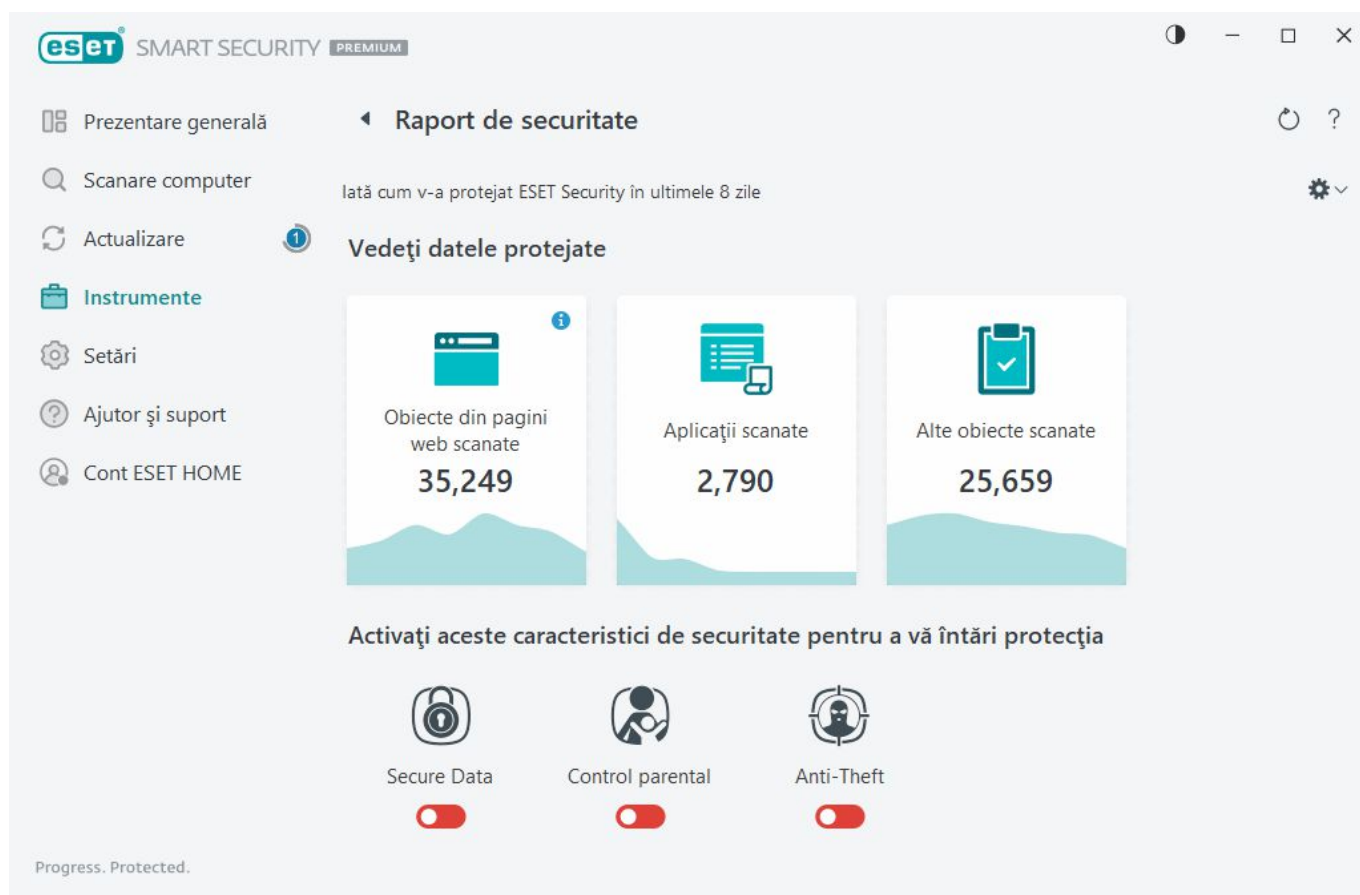 eset® SMART SECURITY PREMIUM
Prezentare generală
Scanare computer
Actualizare 1
Instrumente
Setări
Ajutor şi suport
Cont ESET HOME
Raport de securitate ?
Iată cum v-a protejat ESET Security în ultimele 8 zile
Vedeţi datele protejate
Obiecte din pagini
web scanate
35,249
Aplicaţii scanate
2,790
Alte obiecte scanate
25,659
Activaţi aceste caracteristici de securitate pentru a vă întări protecţia
Secure Data
Control parental
Anti-Theft
Progress. Protected.